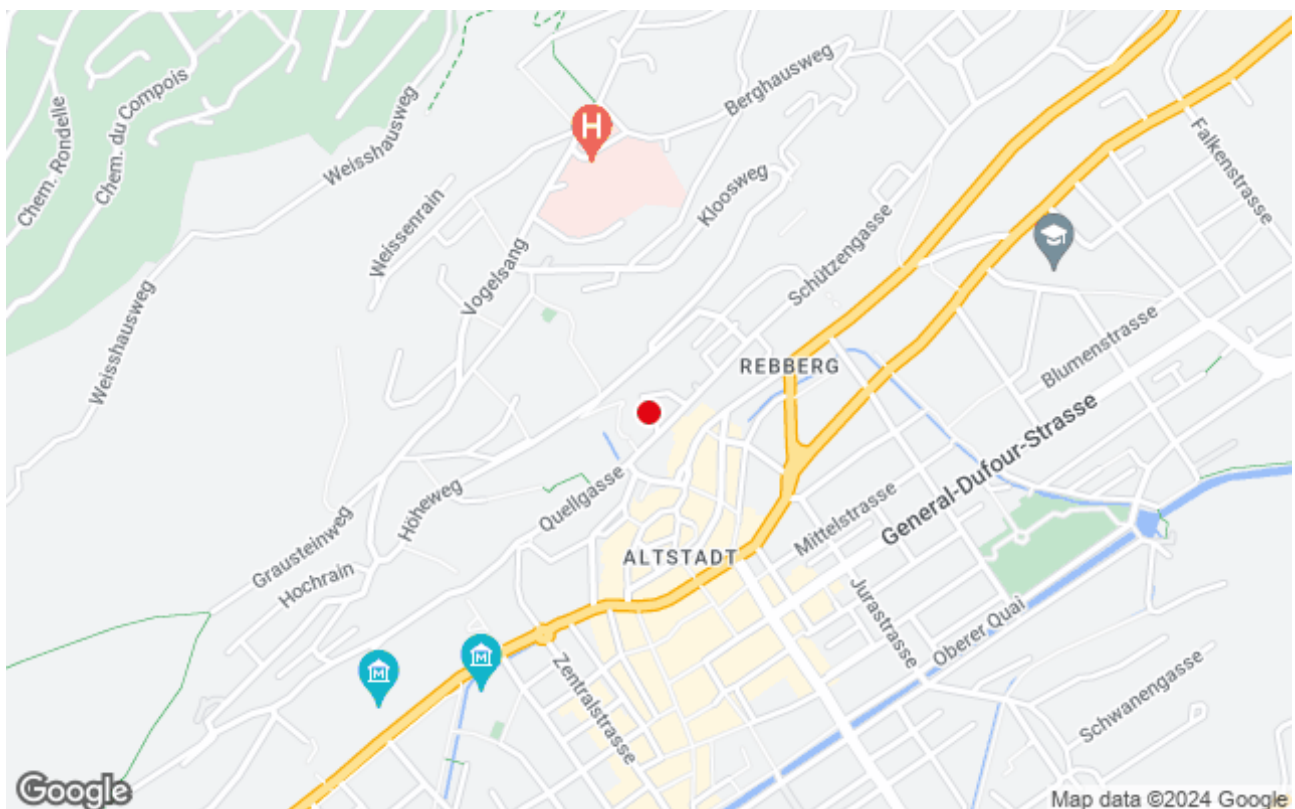 Chem. Rondelle
Chem. du Compois
Weisshausweg
Weisshausweg
Weissenrain
Vogelsang
H
Berghausweg
Kloosweg
Schützengasse
Falkenstrasse
REBBERG
Blumenstrasse
General-Dufour-Strasse
Mittelstrasse
Höheweg
Quellgasse
Grausteinweg
Hochrain
ALTSTADT
Jurastrasse
Oberer Quai
Zentralstrasse
Schwanengasse
M
M
Google
Map data ©2024 Google